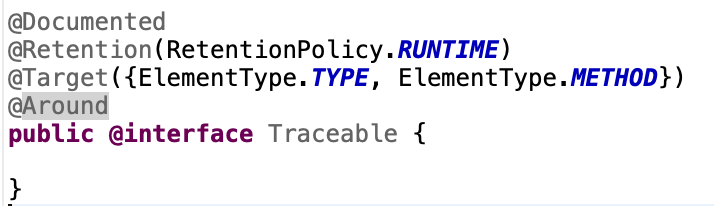 @Documented
@Retention(RetentionPolicy.RUNTIME)
@Target({ElementType.TYPE, ElementType.METHOD})
@Around
public @interface Traceable {
}